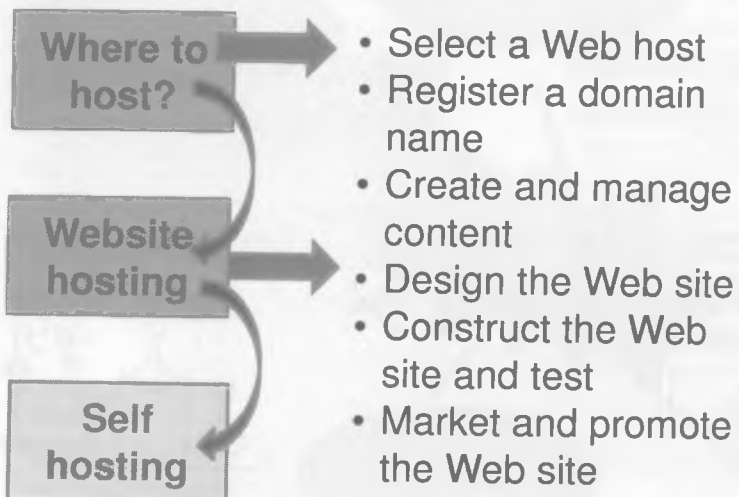 Where to
host?
Website
hosting
Self
hosting
• Select a Web host
• Register a domain
name
• Create and manage
content
• Design the Web site
• Construct the Web
site and test
• Market and promote
the Web site